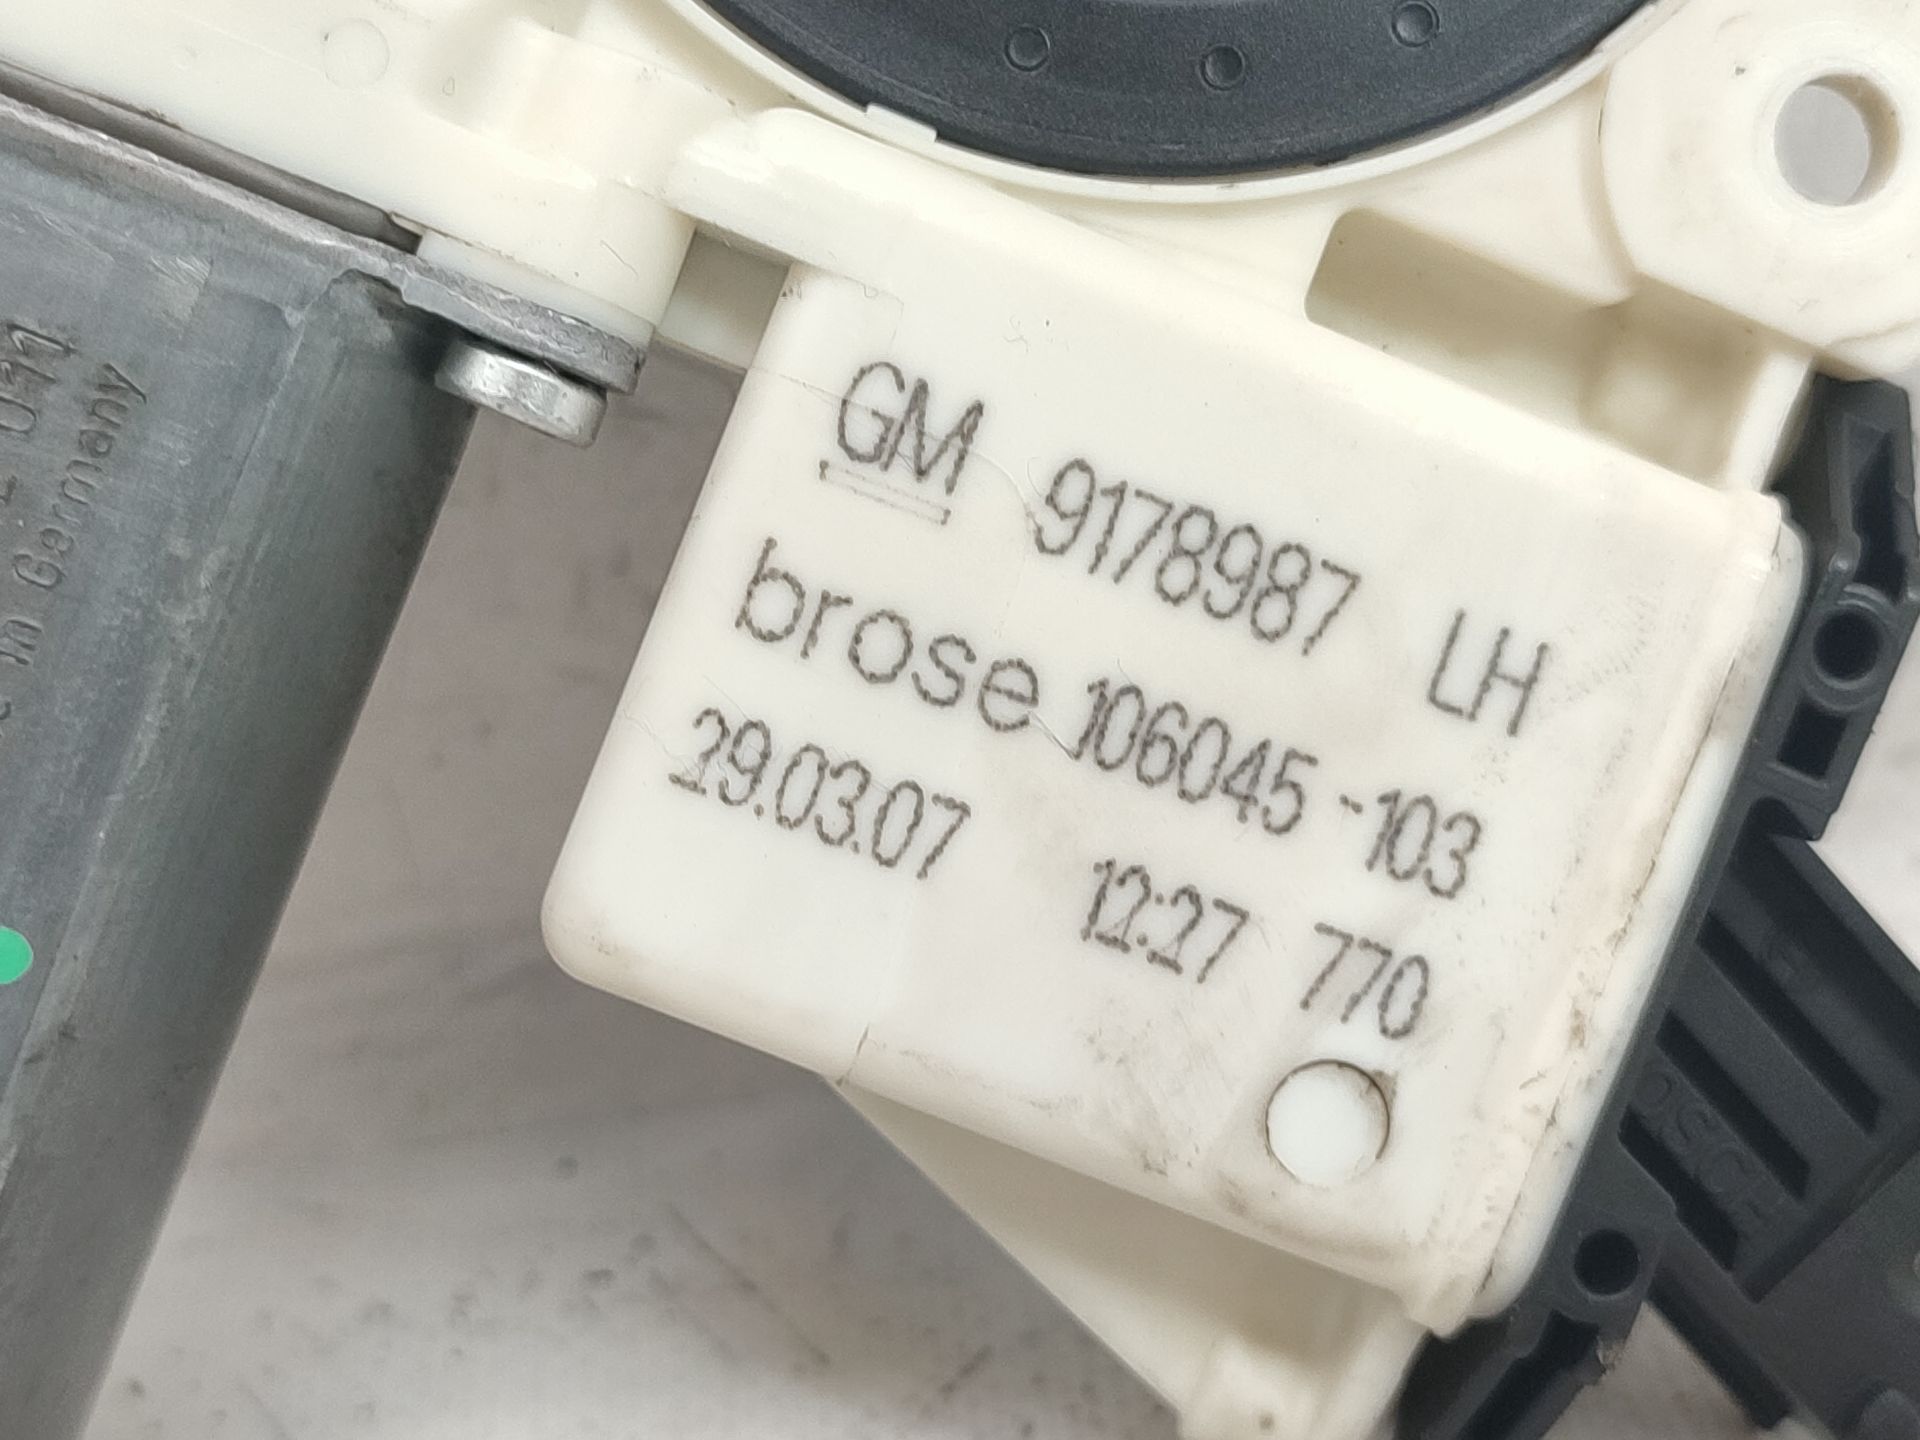 GM 9178987 LH
brose 106045-103
29.03.07 12:27 770
in Germany